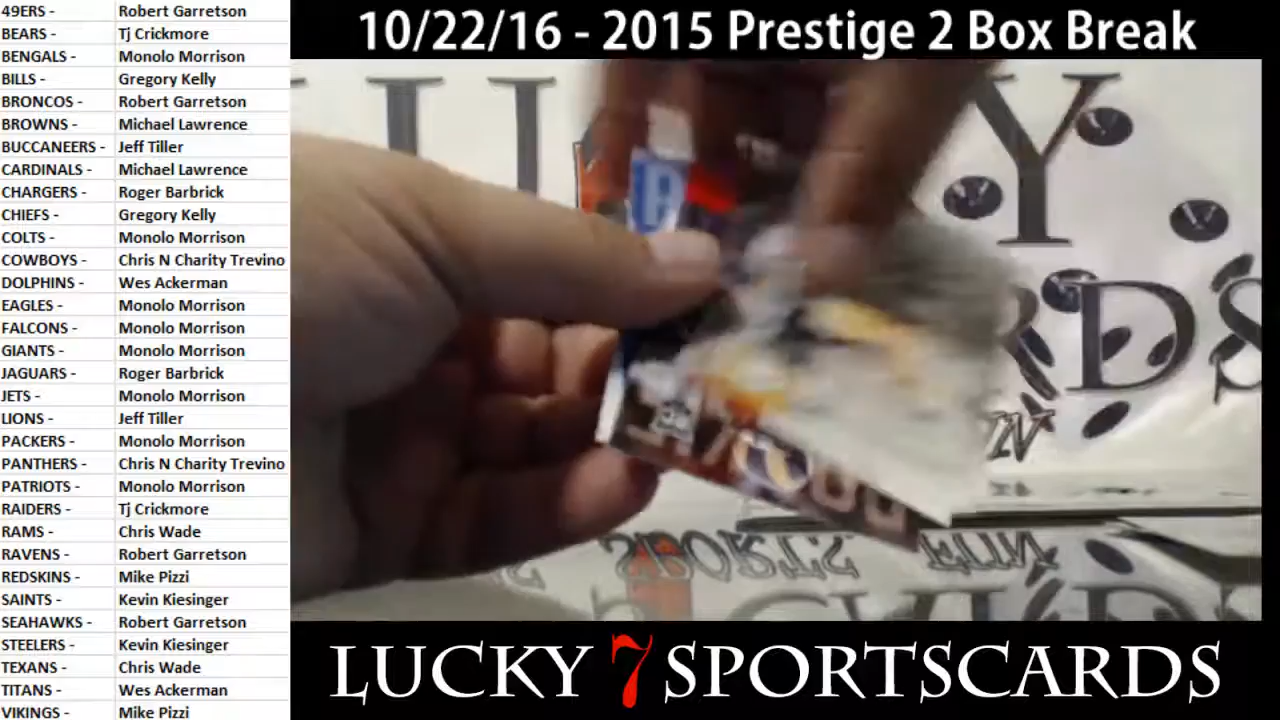 49ERS - Robert Garretson
BEARS - Tj Crickmore
BENGALS - Monolo Morrison
BILLS - Gregory Kelly
BRONCOS - Robert Garretson
BROWNS - Michael Lawrence
BUCCANEERS - Jeff Tiller
CARDINALS - Michael Lawrence
CHARGERS - Roger Barbrick
CHIEFS - Gregory Kelly
COLTS - Monolo Morrison
COWBOYS - Chris N Charity Trevino
DOLPHINS - Wes Ackerman
EAGLES - Monolo Morrison
FALCONS - Monolo Morrison
GIANTS - Monolo Morrison
JAGUARS - Roger Barbrick
JETS - Monolo Morrison
LIONS - Jeff Tiller
PACKERS - Monolo Morrison
PANTHERS - Chris N Charity Trevino
PATRIOTS - Monolo Morrison
RAIDERS - Tj Crickmore
RAMS - Chris Wade
RAVENS - Robert Garretson
REDSKINS - Mike Pizzi
SAINTS - Kevin Kiesinger
SEAHAWKS - Robert Garretson
STEELERS - Kevin Kiesinger
TEXANS - Chris Wade
TITANS - Wes Ackerman
VIKINGS - Mike Pizzi
10/22/16 - 2015 Prestige 2 Box Break
LUCKY 7 SPORTSCARDS